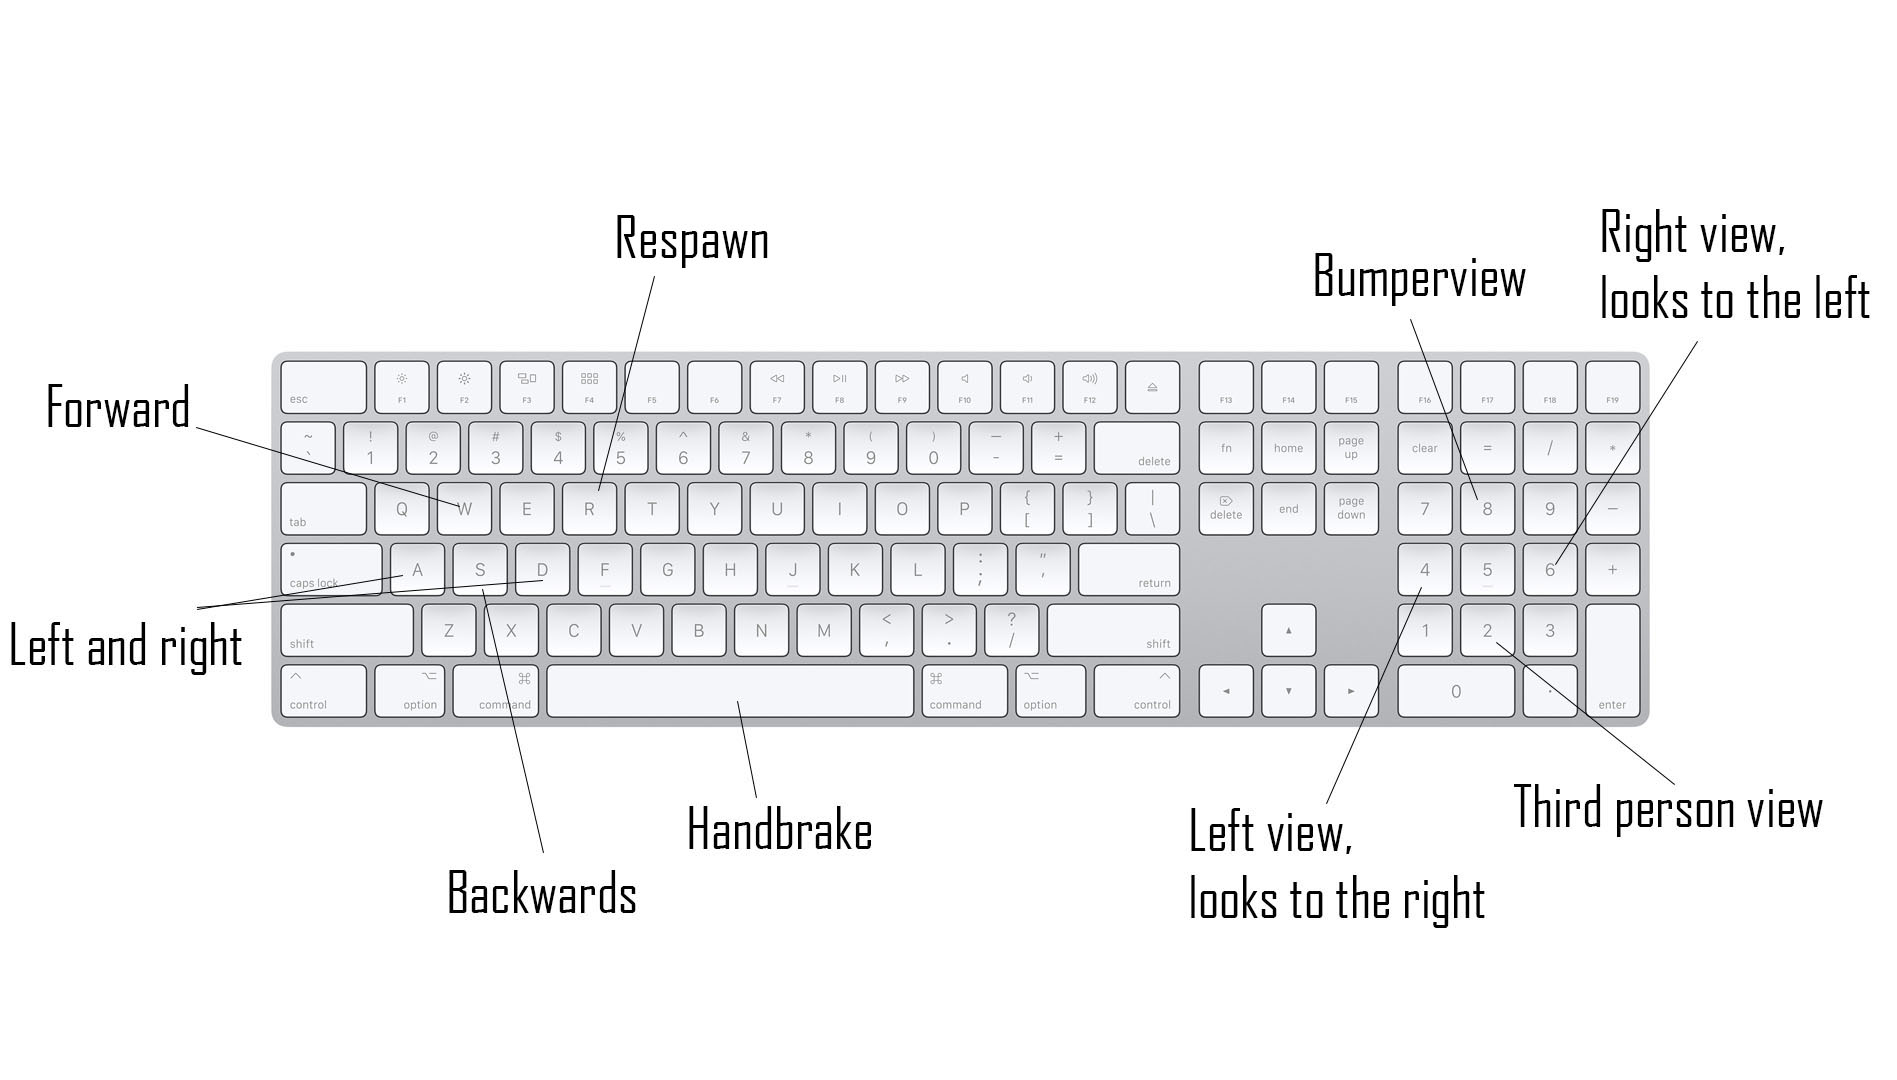 Respawn
Right view,
looks to the left
Bumperview
Forward
esc F1 F2 F3 F4 F5 F6 F7 F8 F9 F10 F11 F12 F13 F14 F15 F16 F17 F18 F19
~ ! @ # $ % ^ & * ( ) — +
` 1 2 3 4 5 6 7 8 9 0 - = delete fn home page up clear = / *
tab Q W E R T Y U I O P { [ } ] | \ delete end page down 7 8 9 −
caps lock A S D F G H J K L : ; " ' return 4 5 6 +
Left and right
shift Z X C V B N M < , > . ? / shift ▲ 1 2 3
control option command ⌘ ⌘ command option control ◄ ▼ ► 0 . enter
Handbrake
Backwards
Left view,
looks to the right
Third person view